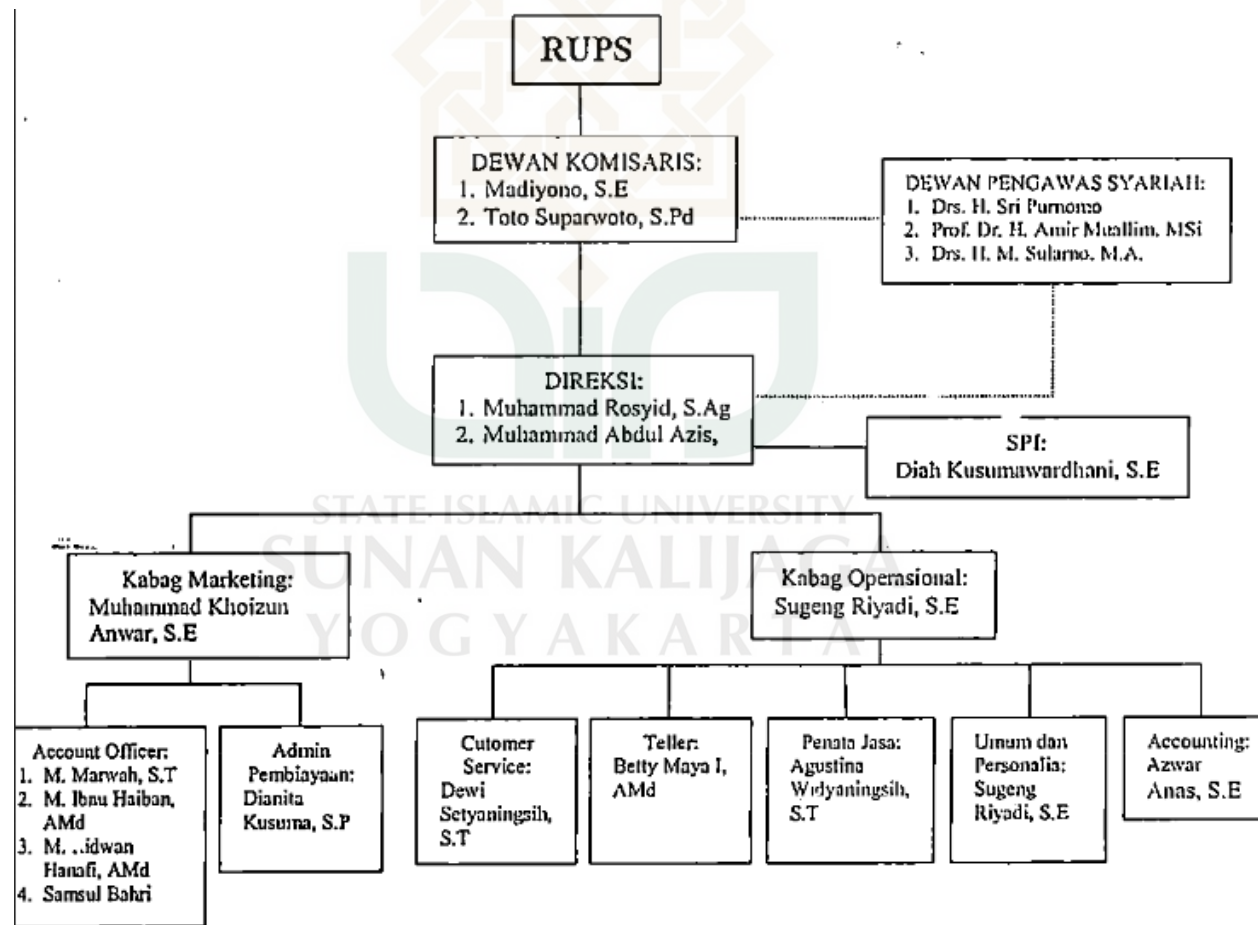 RUPS
DEWAN KOMISARIS:
1. Madiyono, S.E
2. Toto Suparwoto, S.Pd
DEWAN PENGAWAS SYARIAH:
1. Drs. H. Sri Purnomo
2. Prof. Dr. H. Amir Muallim, MSi
3. Drs. H. M. Sularno, M.A.
DIREKSI:
1. Muhammad Rosyid, S.Ag
2. Muhammad Abdul Azis,
SPI:
Diah Kusumawardhani, S.E
STATE ISLAMIC UNIVERSITY
SUNAN KALIJAGA
YOGYAKARTA
Kabag Marketing:
Muhammad Khoizun
Anwar, S.E
Kabag Operasional:
Sugeng Riyadi, S.E
Account Officer:
1. M. Marwah, S.T
2. M. Ibnu Haiban,
AMd
3. M.
Hanafi, AMd
4. Samsul Bahri
Admin
Pembiayaan:
Dianita
Kusuma, S.P
Cutomer
Service:
Dewi
Setyaningsih,
S.T
Teller:
Betty Maya I,
AMd
Penata Jasa:
Agustina
Widyaningsih,
S.T
Umum dan
Personalia:
Sugeng
Riyadi, S.E
Accounting:
Azwar
Anas, S.E